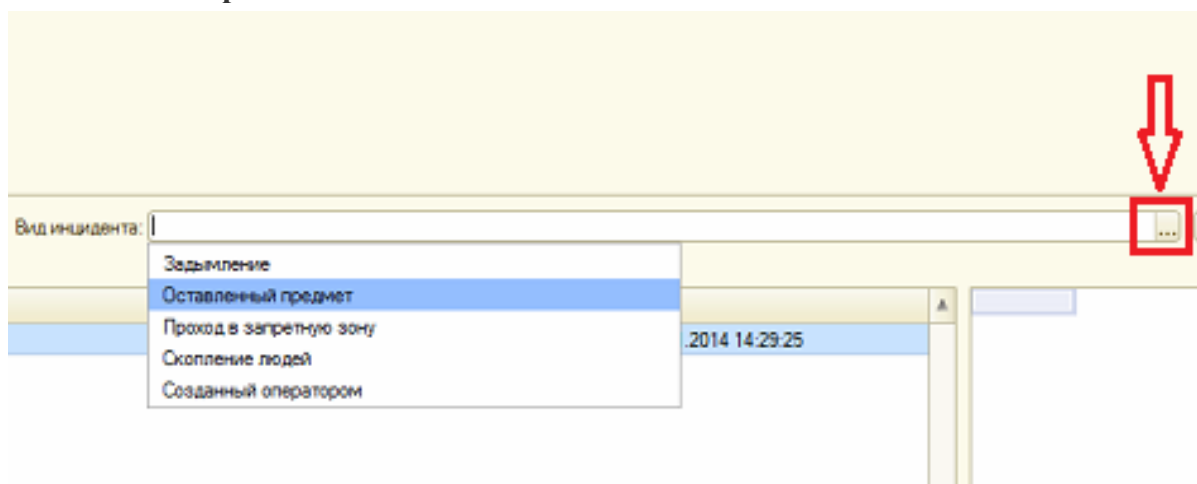 Вид инцидента:
...
Задымление
Оставленный предмет
Проход в запретную зону
.2014 14:29:25
Скопление людей
Созданный оператором